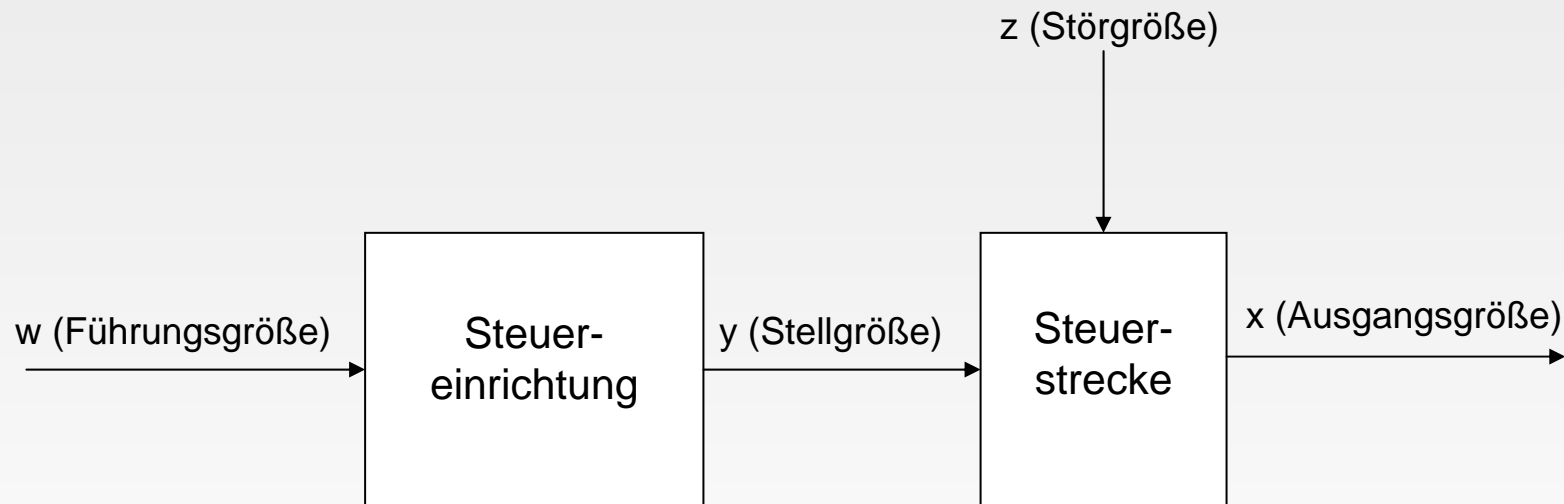 z (Störgröße)
w (Führungsgröße)
Steuer-
einrichtung
y (Stellgröße)
Steuer-
strecke
x (Ausgangsgröße)